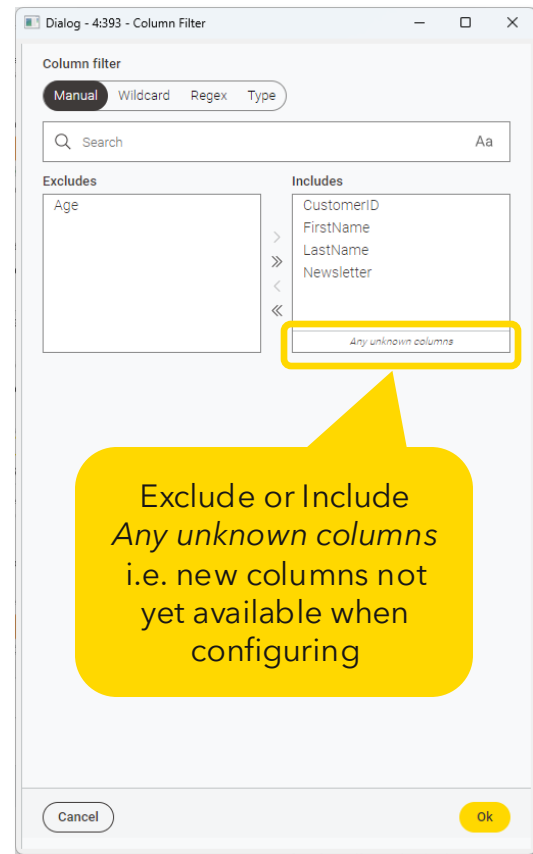 Dialog - 4:393 - Column Filter
Column filter
Manual Wildcard Regex Type
Search Aa
Excludes
Age
Includes
CustomerID
FirstName
LastName
Newsletter
Any unknown columns
Exclude or Include
Any unknown columns
i.e. new columns not
yet available when
configuring
Cancel Ok